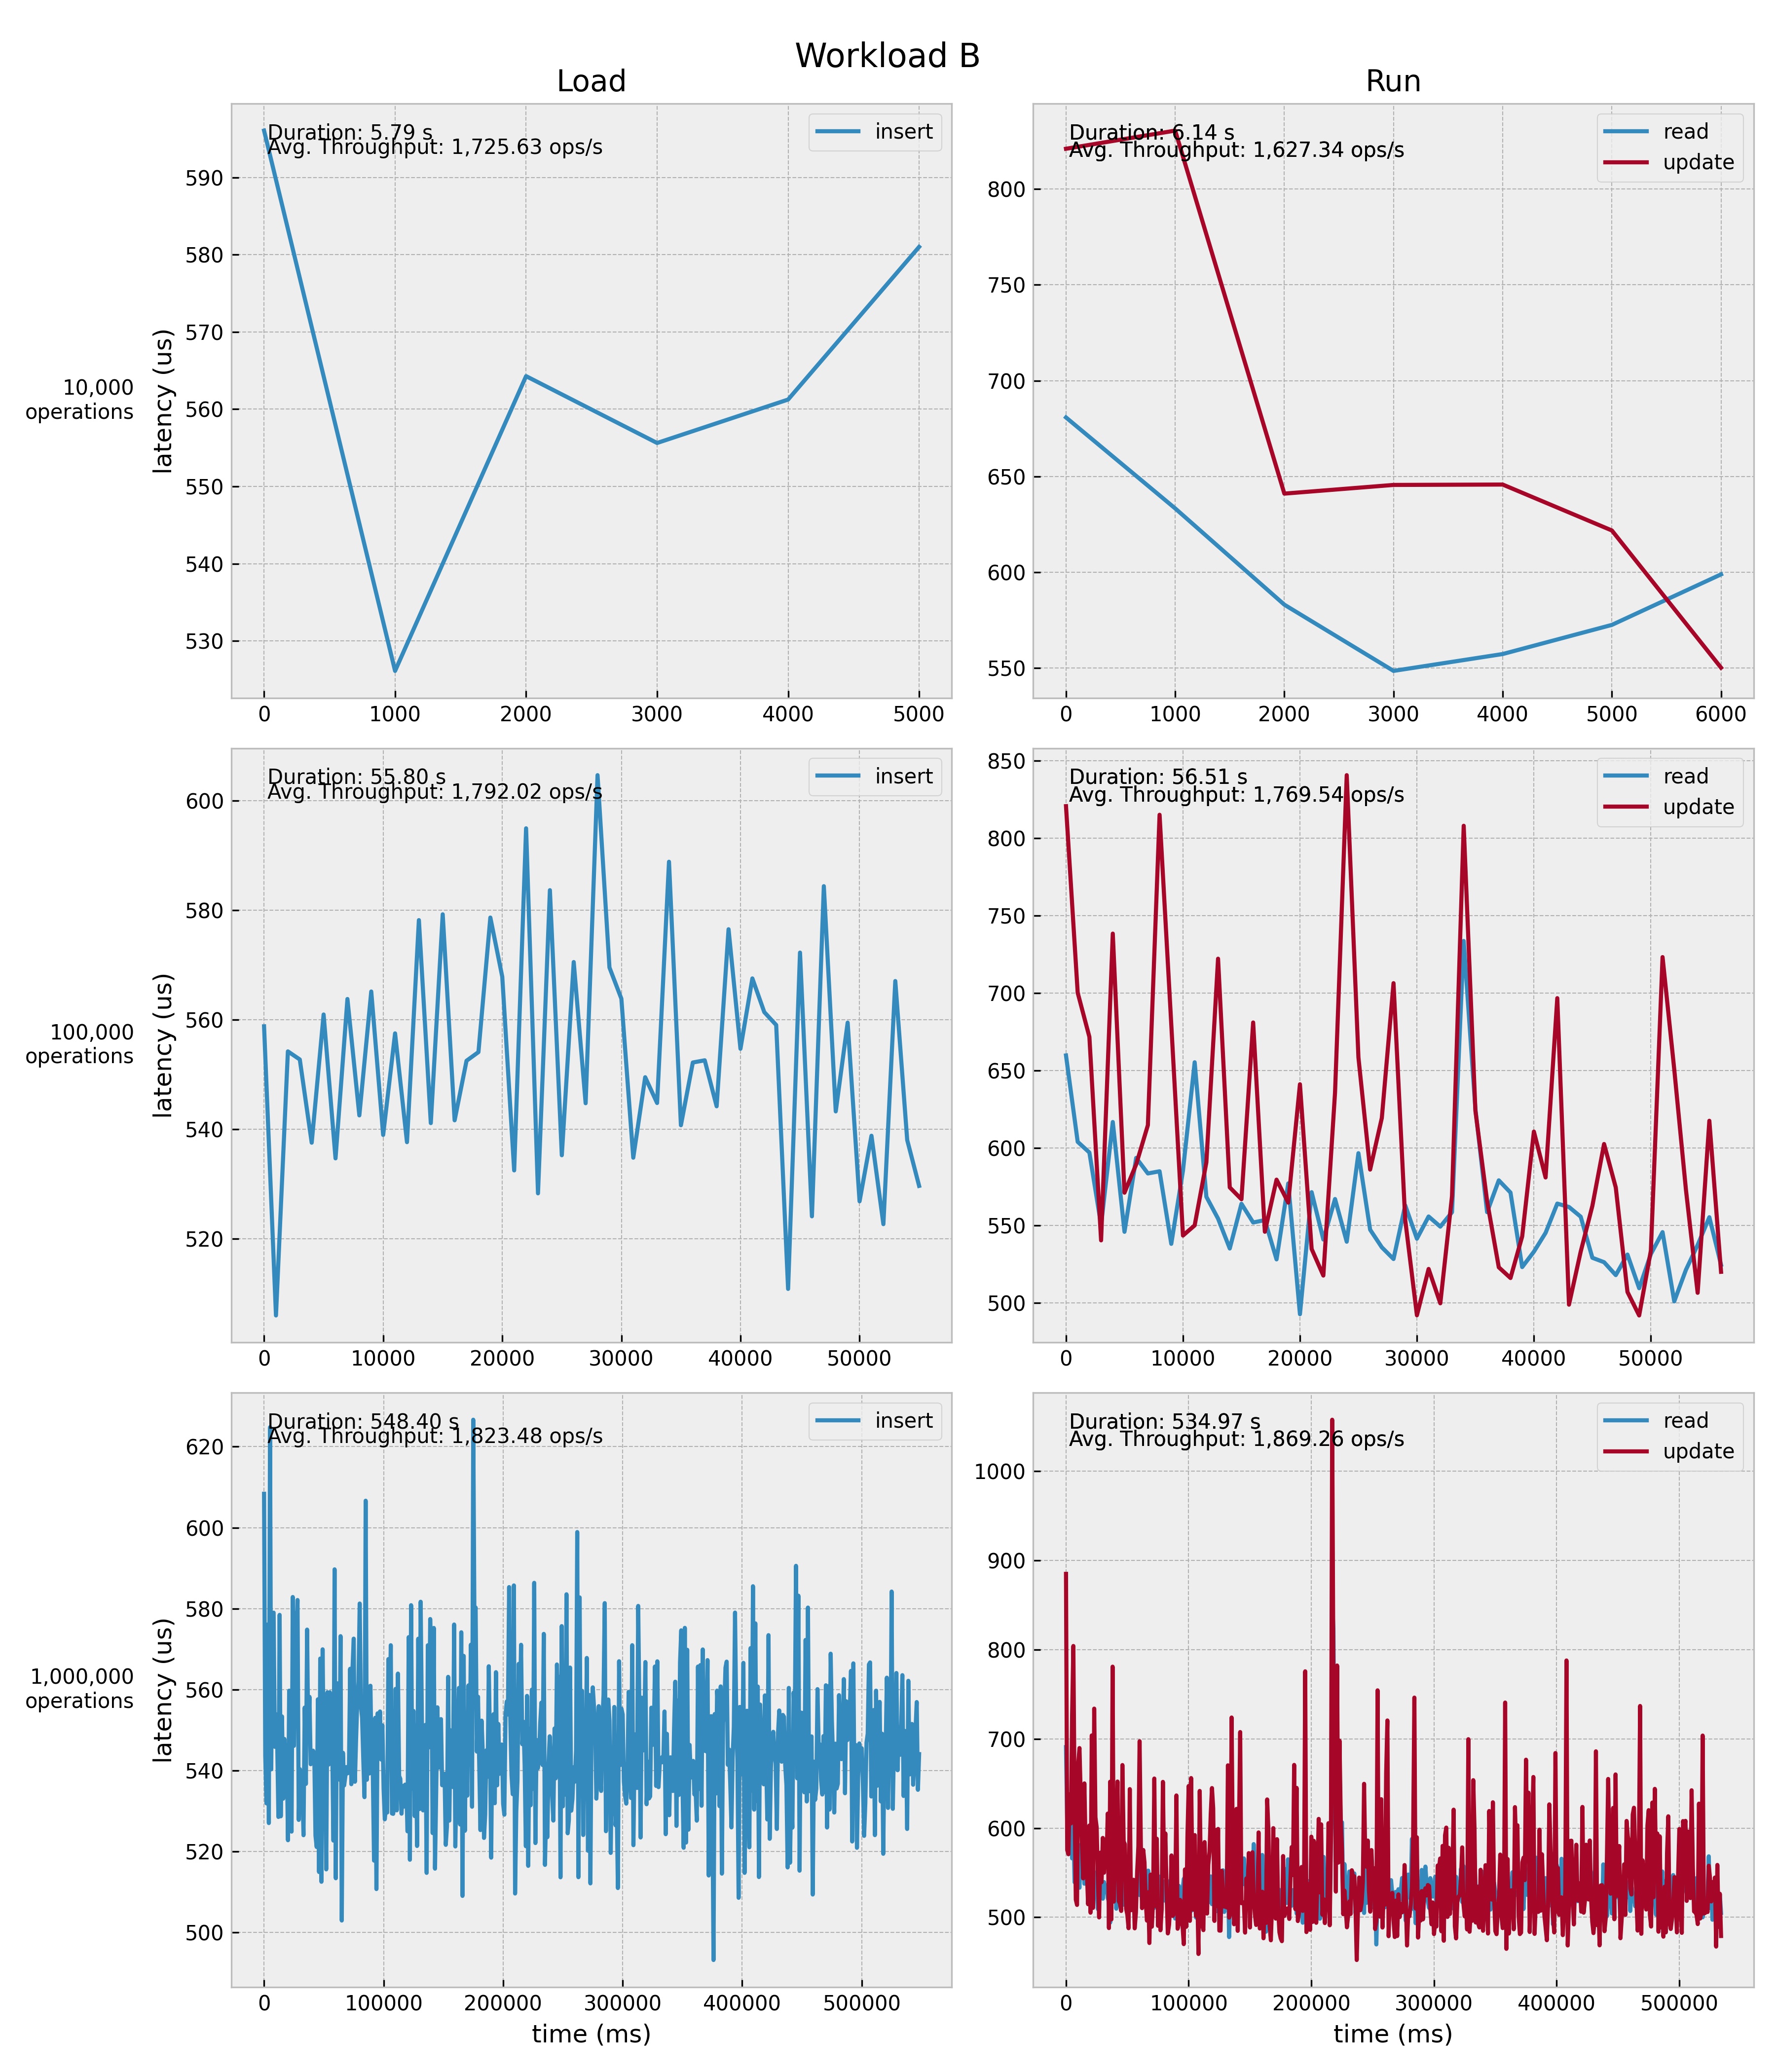 Workload B
Load
Run
Duration: 5.79 s
Avg. Throughput: 1,725.63 ops/s
insert
590
580
570
560
550
540
530
latency (us)
10,000
operations
0 1000 2000 3000 4000 5000
Duration: 6.14 s
Avg. Throughput: 1,627.34 ops/s
read
update
800
750
700
650
600
550
0 1000 2000 3000 4000 5000 6000
Duration: 55.80 s
Avg. Throughput: 1,792.02 ops/s
insert
600
580
560
540
520
latency (us)
100,000
operations
0 10000 20000 30000 40000 50000
Duration: 56.51 s
Avg. Throughput: 1,769.54 ops/s
read
update
850
800
750
700
650
600
550
500
0 10000 20000 30000 40000 50000
Duration: 548.40 s
Avg. Throughput: 1,823.48 ops/s
insert
620
600
580
560
540
520
500
latency (us)
1,000,000
operations
0 100000 200000 300000 400000 500000
time (ms)
Duration: 534.97 s
Avg. Throughput: 1,869.26 ops/s
read
update
1000
900
800
700
600
500
0 100000 200000 300000 400000 500000
time (ms)